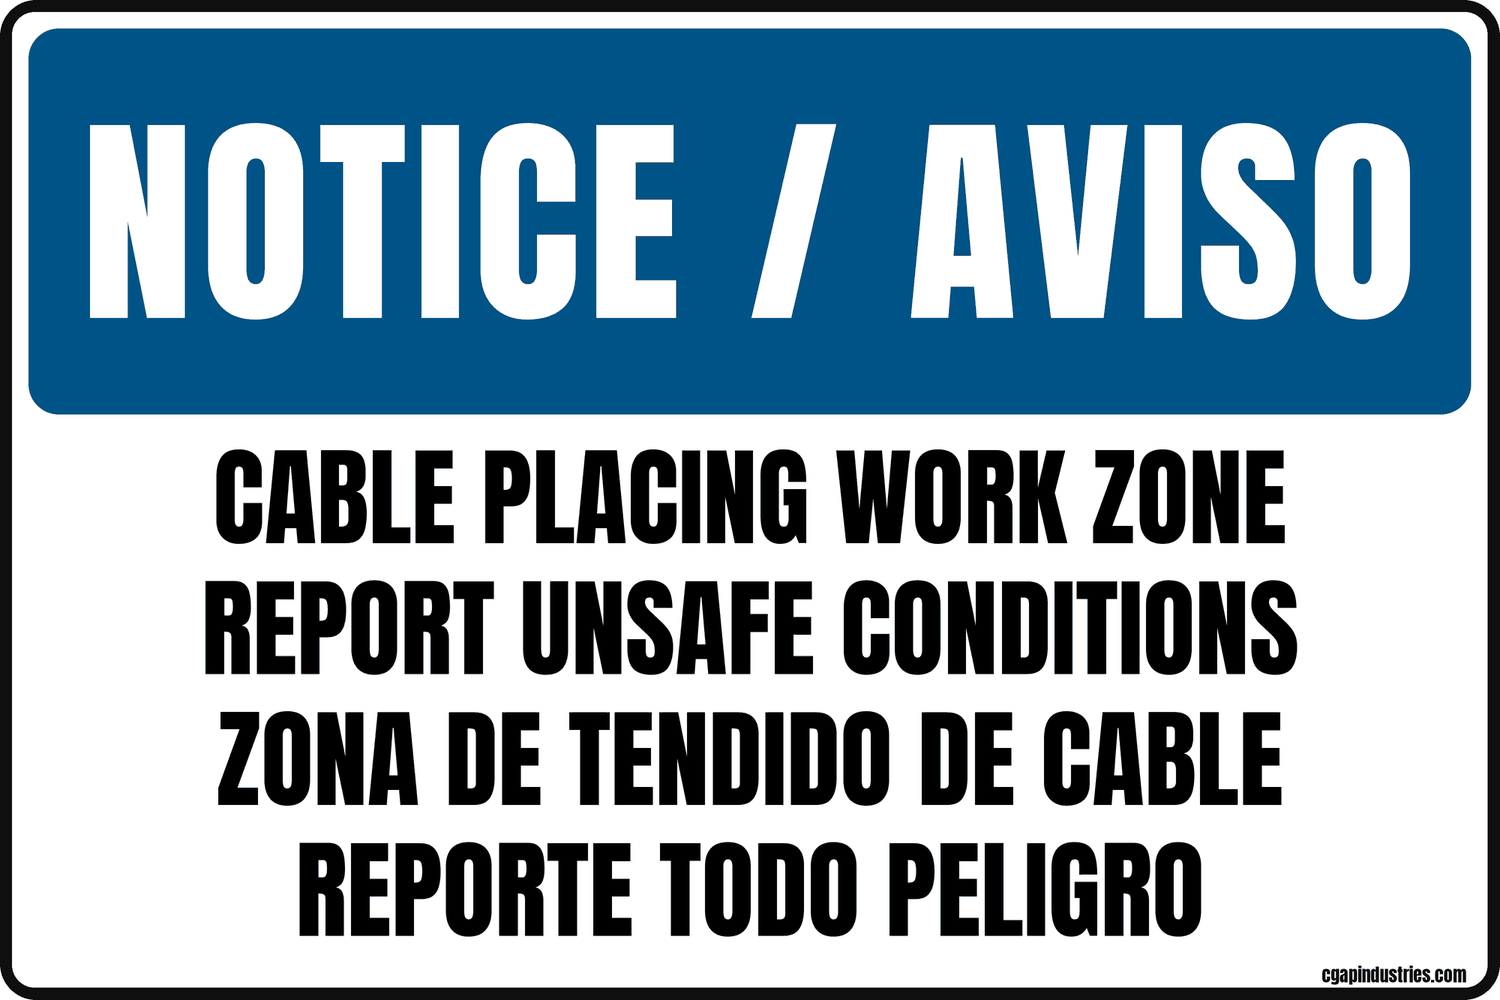 NOTICE / AVISO
CABLE PLACING WORK ZONE
REPORT UNSAFE CONDITIONS
ZONA DE TENDIDO DE CABLE
REPORTE TODO PELIGRO
cgapindustries.com